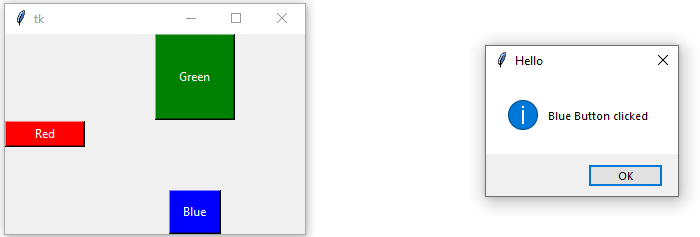 tk
Green
Red
Blue
Hello
Blue Button clicked
OK